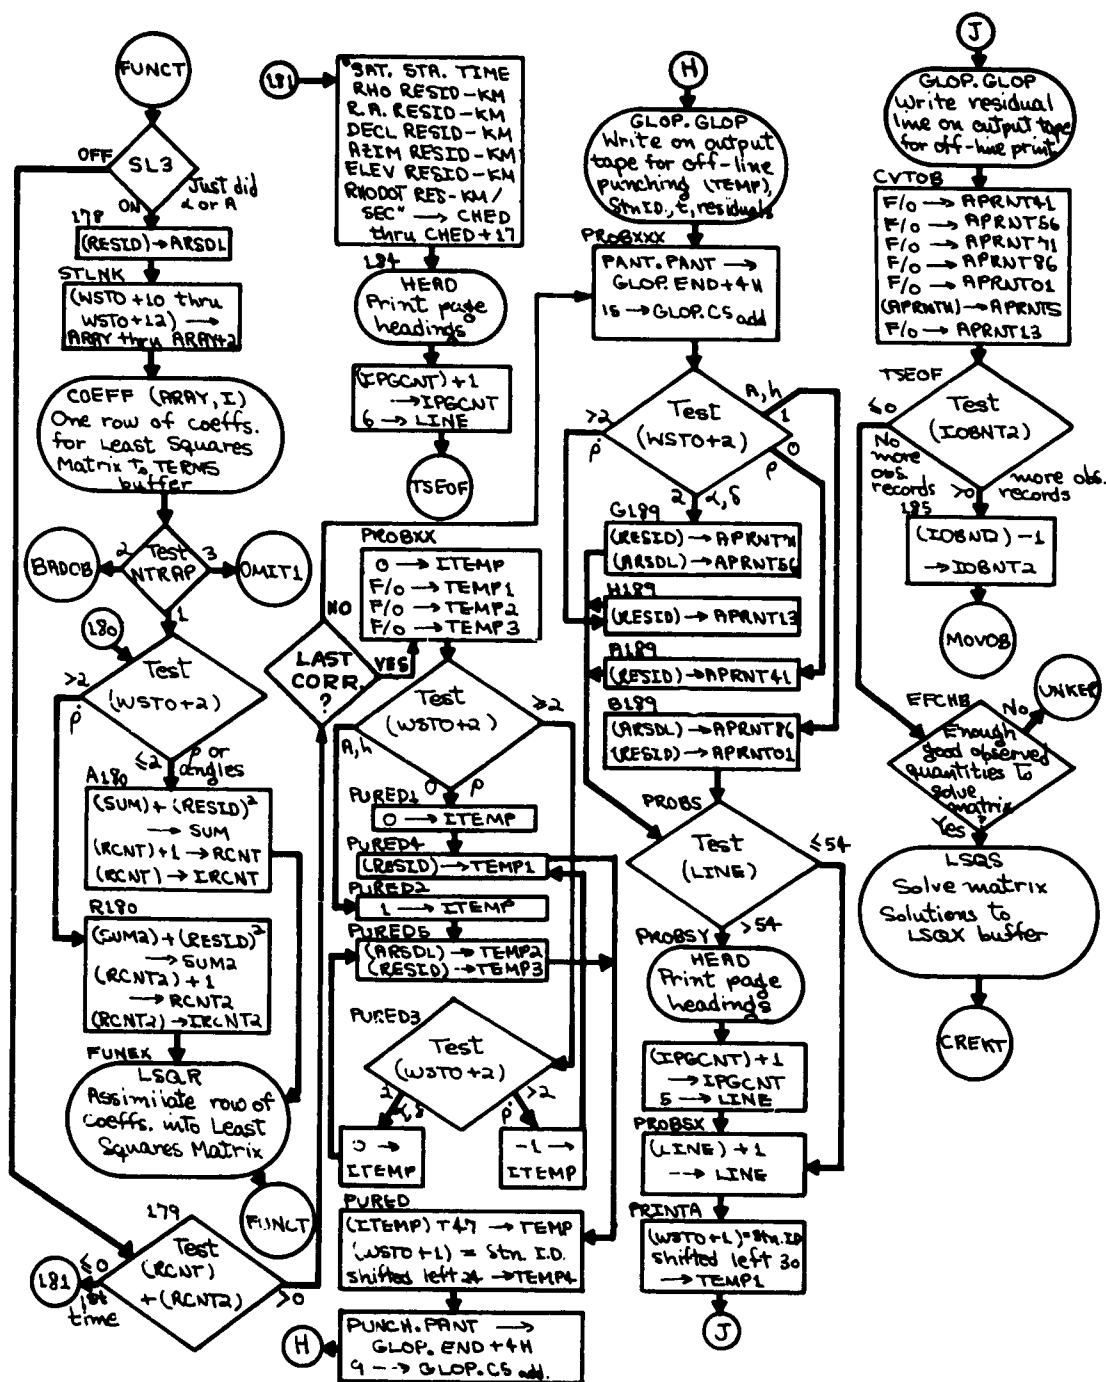 FUNCT
OFF
SL3
Just did
α or A
ON
178
(RESID)→ARSDL
STLNK
(WSTO+10 thru
WSTO+12) →
ARRAY thru ARRAY+2
COEFF (ARRAY,I)
One row of coeffs.
for Least Squares
Matrix to TERMS
buffer
2
Test
NTRAP
3
BADOB
OMIT1
1
180
>2
ρ̇
Test
(WSTO+2)
≤2
ρ or
angles
A180
(SUM)+(RESID)²
→ SUM
(RCNT)+1→RCNT
(RCNT)→IRCNT
R180
(SUM2)+(RESID)²
→SUM2
(RCNT2)+1
→RCNT2
(RCNT2)→IRCNT2
FUNEX
LSQR
Assimilate row of
coeffs. into Least
Squares Matrix
FUNCT
179
Test
(RCNT)
+(RCNT2)
≤0
1st
time
181
>0
181
"SAT. STA. TIME
RHO RESID-KM
R.A. RESID-KM
DECL RESID-KM
AZIM RESID-KM
ELEV RESID-KM
RHODOT RES-KM/
SEC" → CHED
thru CHED+17
184
HEAD
Print page
headings
(IPGCNT)+1
→IPGCNT
6 → LINE
TSEOF
NO
LAST
CORR.
?
YES
PROBXX
0 → ITEMP
F/0 → TEMP1
F/0 → TEMP2
F/0 → TEMP3
Test
(WSTO+2)
≥2
A,h
0
ρ
PURED1
0 → ITEMP
PURED4
(RESID)→TEMP1
PURED2
1 → ITEMP
PURED5
(ARSDL) → TEMP2
(RESID) → TEMP3
PURED3
Test
(WSTO+2)
2
α,δ
>2
ρ̇
0 →
ITEMP
-1 →
ITEMP
PURED
(ITEMP)+47 → TEMP
(WSTO+1) = Stn. I.D.
shifted left 24 →TEMP4
PUNCH.PANT →
GLOP.END+4H
9 --> GLOP.CS add.
H
H
GLOP.GLOP
Write on output
tape for off-line
punching (TEMP),
Stn ID., t, residuals
PROBXXX
PANT.PANT →
GLOP.END+4H
15 →GLOP.CS add
Test
(WSTO+2)
>2
ρ̇
A,h
1
0
ρ
2
α,δ
G189
(RESID)→APRNT71
(ARSDL)→APRNT56
H189
(RESID)→APRNT13
A189
(RESID)→APRNT41
B189
(ARSDL)→APRNT86
(RESID)→APRNT01
PROBS
Test
(LINE)
≤54
>54
PROBSY
HEAD
Print page
headings
(IPGCNT)+1
→IPGCNT
5 → LINE
PROBSX
(LINE)+1
--> LINE
PRINTA
(WSTO+1)=Stn.ID
shifted left 30
→TEMP1
J
J
GLOP.GLOP
Write residual
line on output tape
for off-line print
CVTOB
F/0 → APRNT41
F/0 → APRNT56
F/0 → APRNT71
F/0 → APRNT86
F/0 → APRNT01
(APRNTH)→APRNT5
F/0 → APRNT13
TSEOF
≤0
Test
(IOBNT2)
No
more
obs.
records
>0
more obs.
records
185
(IOBNT2)-1
→IOBNT2
MOVOB
EFCHB
Enough
good observed
quantities to
solve
matrix?
No
UNKER
Yes
LSQS
Solve matrix
Solutions to
LSQX buffer
CREKT